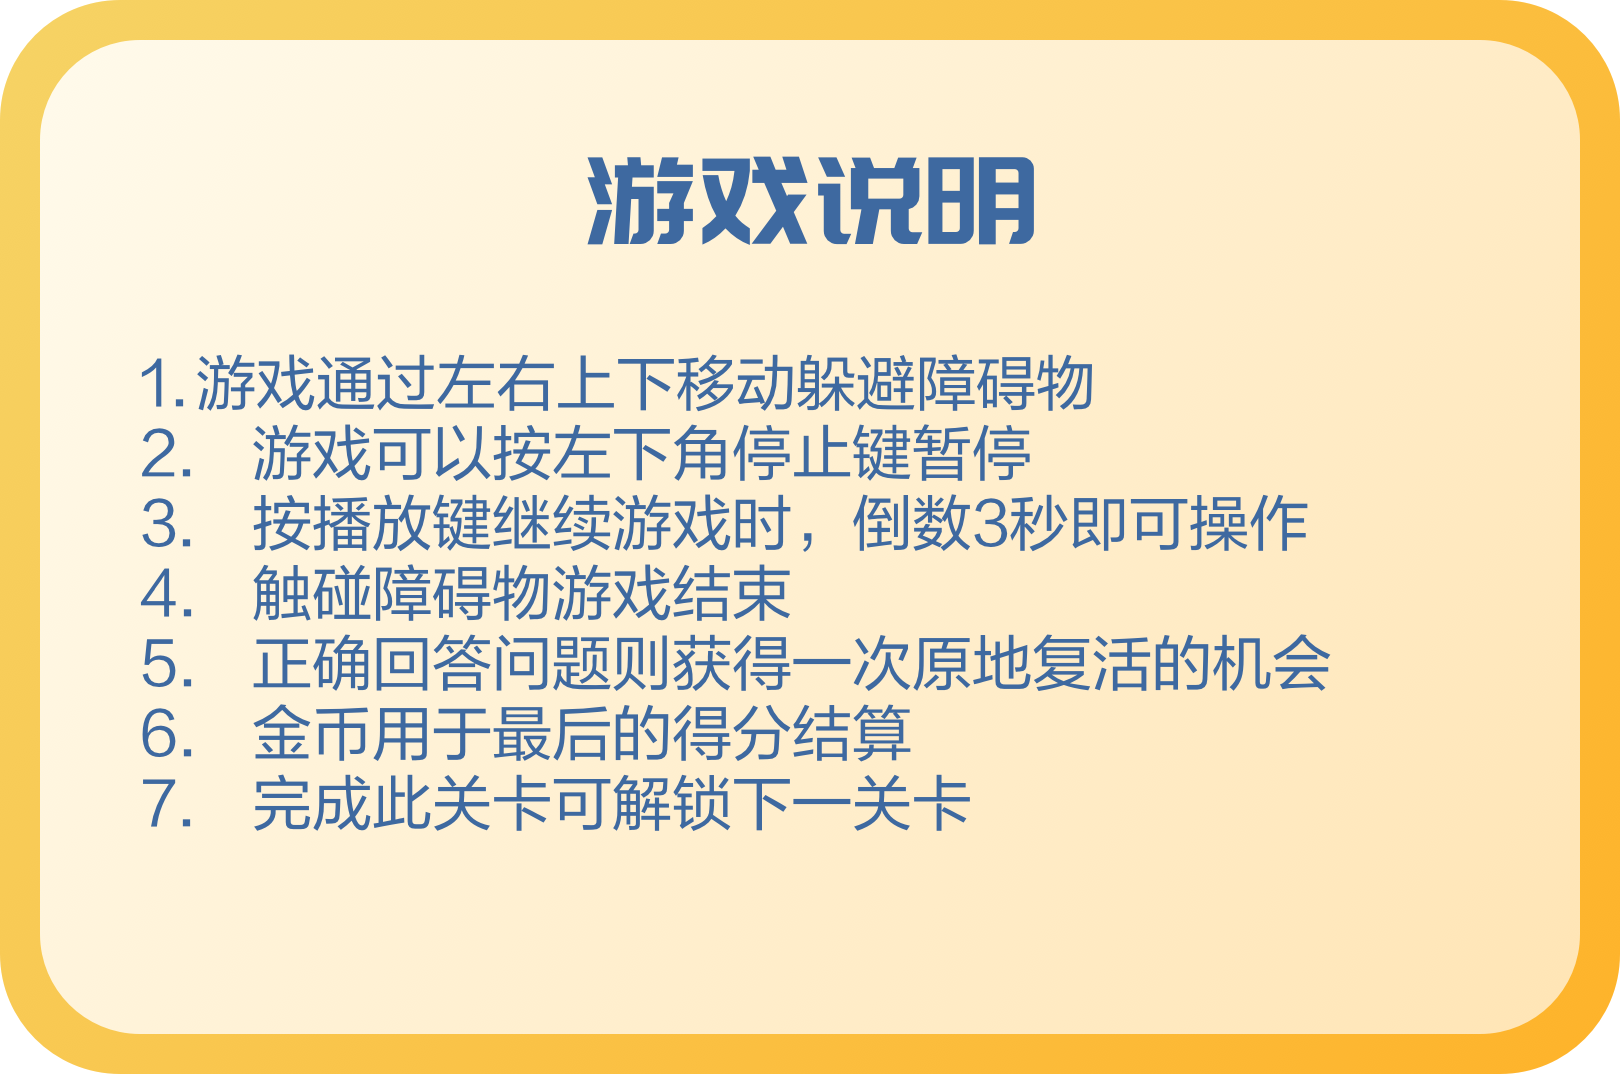 游戏说明
1.游戏通过左右上下移动躲避障碍物
2. 游戏可以按左下角停止键暂停
3. 按播放键继续游戏时，倒数3秒即可操作
4. 触碰障碍物游戏结束
5. 正确回答问题则获得一次原地复活的机会
6. 金币用于最后的得分结算
7. 完成此关卡可解锁下一关卡